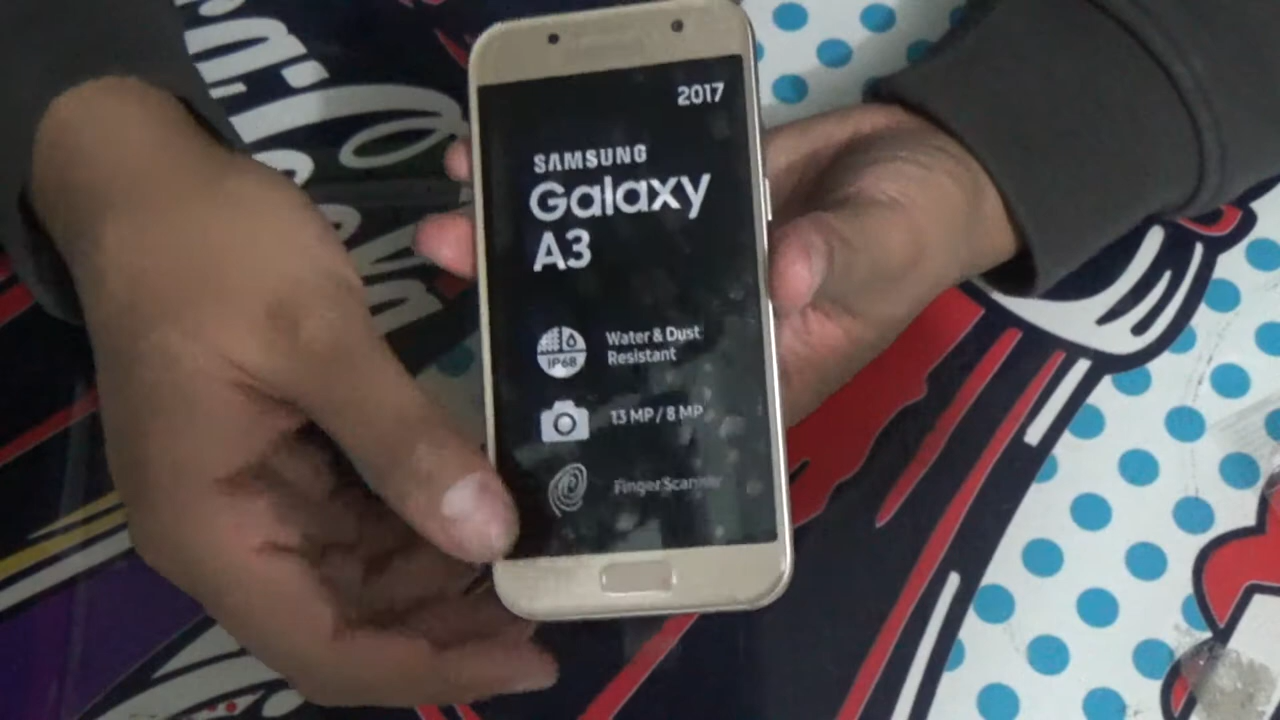 2017
SAMSUNG
Galaxy
A3
IP68
Water & Dust
Resistant
13 MP / 8 MP
Finger Scanner